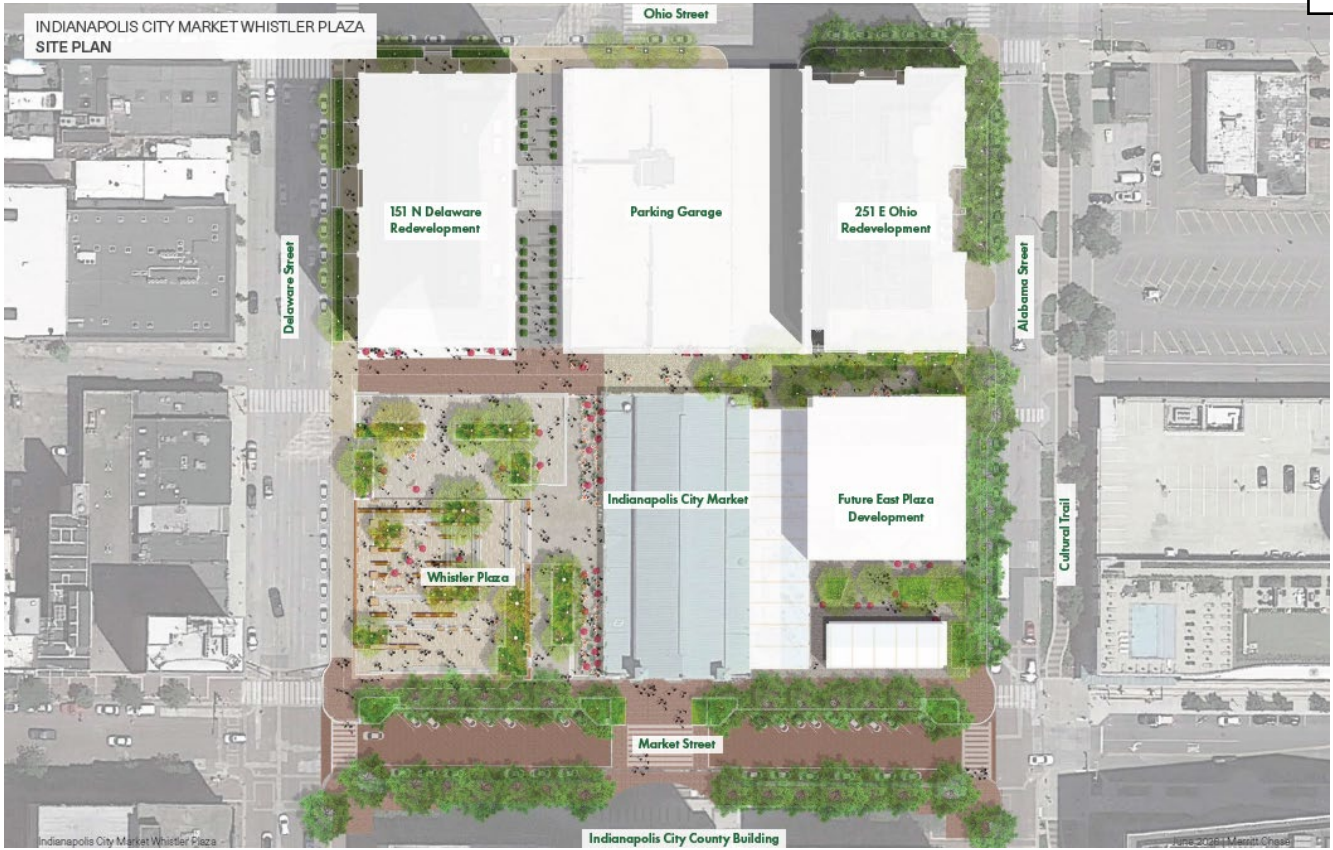 INDIANAPOLIS CITY MARKET WHISTLER PLAZA
SITE PLAN
Ohio Street
151 N Delaware
Redevelopment
Parking Garage
251 E Ohio
Redevelopment
Delaware Street
Alabama Street
Indianapolis City Market
Future East Plaza
Development
Cultural Trail
Whistler Plaza
Market Street
Indianapolis City County Building
Indianapolis City Market Whistler Plaza
Merritt Chase